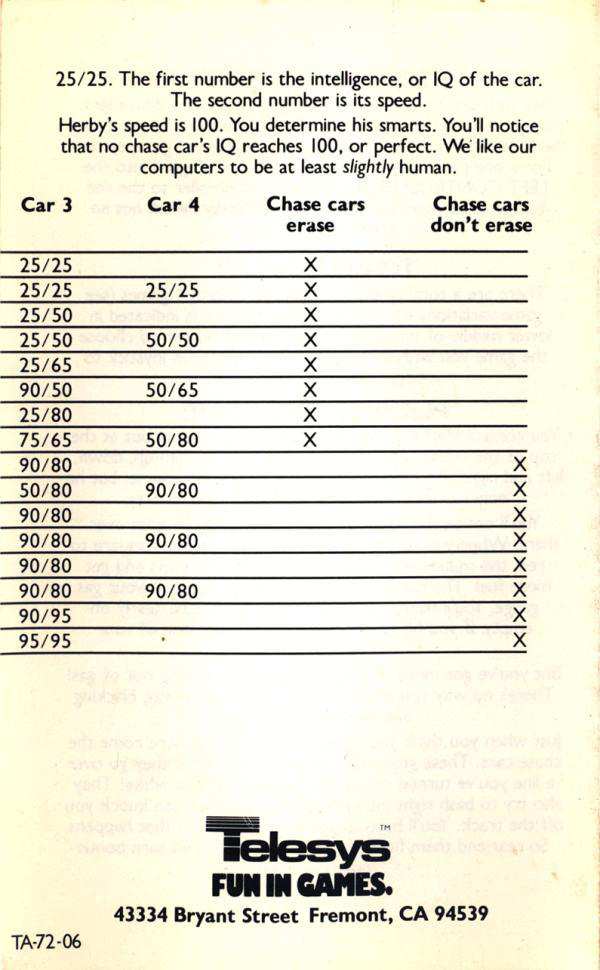 25/25. The first number is the intelligence, or IQ of the car.
The second number is its speed.
Herby's speed is 100. You determine his smarts. You'll notice
that no chase car's IQ reaches 100, or perfect. We like our
computers to be at least slightly human.
Car 3 Car 4 Chase cars erase Chase cars don't erase
25/25 X
25/25 25/25 X
25/50 X
25/50 50/50 X
25/65 X
90/50 50/65 X
25/80 X
75/65 50/80 X
90/80 X
50/80 90/80 X
90/80 X
90/80 90/80 X
90/80 X
90/80 90/80 X
90/95 X
95/95 X
Telesys™
FUN IN GAMES.
43334 Bryant Street Fremont, CA 94539
TA-72-06